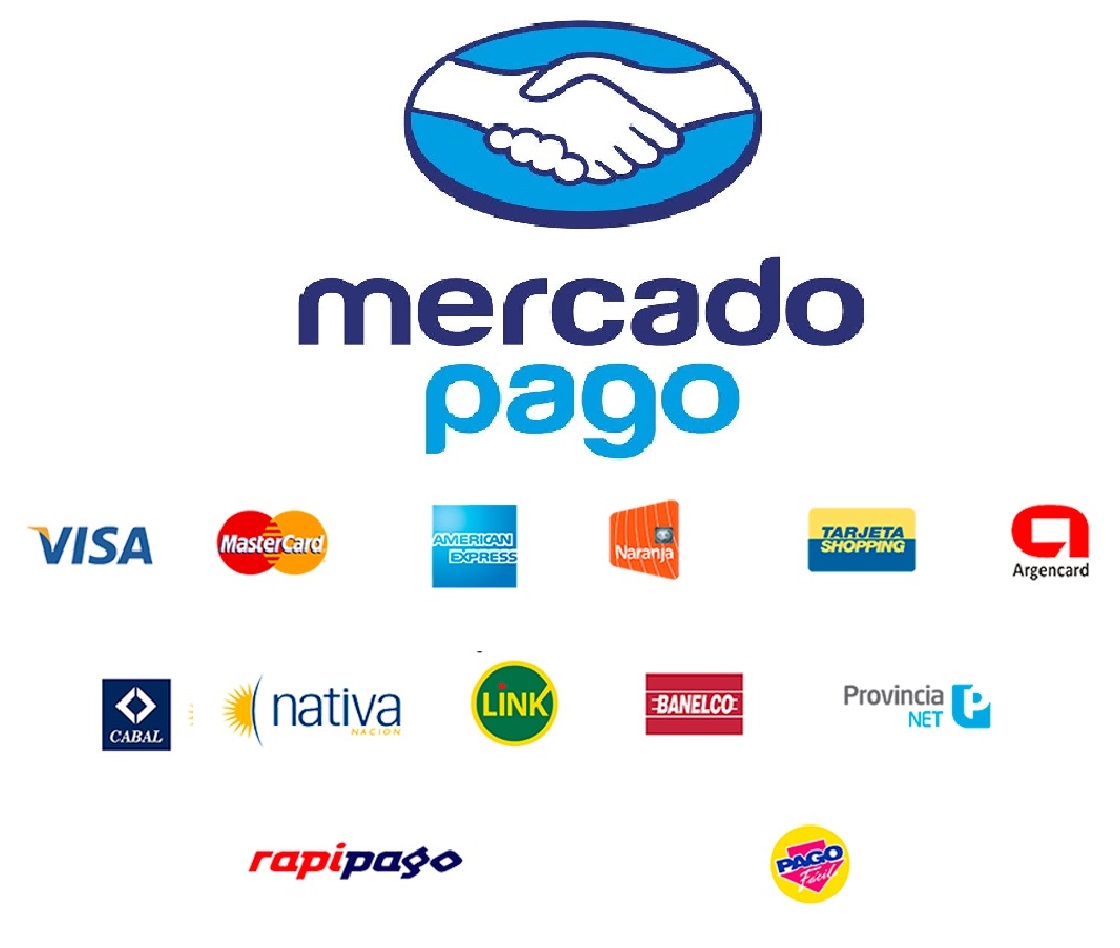 mercado
pago
VISA
MasterCard
AMERICAN
EXPRESS
Naranja
TARJETA
SHOPPING
Argencard
CABAL
nativa
NACION
LINK
BANELCO
Provincia
NET
rapipago
PAGO
Fácil